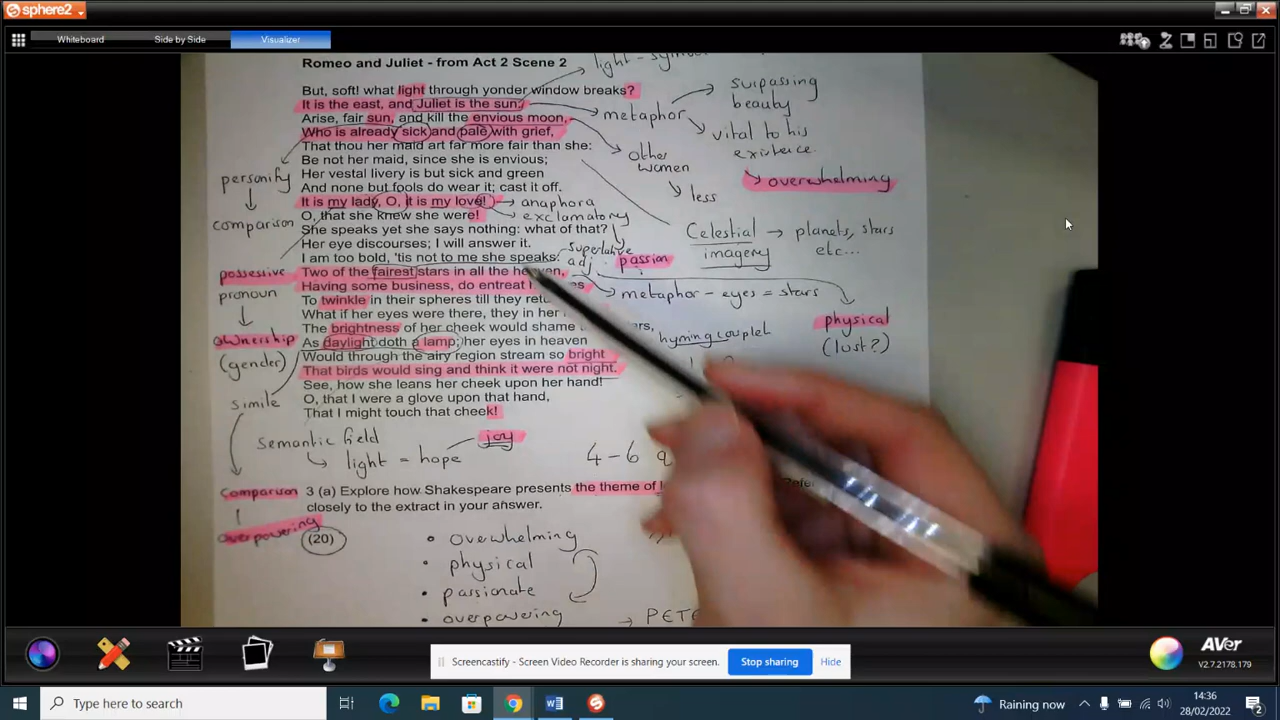 sphere2
Whiteboard
Side by Side
Visualizer
Romeo and Juliet - from Act 2 Scene 2
But, soft! what light through yonder window breaks?
It is the east, and Juliet is the sun.
Arise, fair sun, and kill the envious moon,
Who is already sick and pale with grief,
That thou her maid art far more fair than she:
Be not her maid, since she is envious;
Her vestal livery is but sick and green
And none but fools do wear it; cast it off.
It is my lady, O, it is my love!
O, that she knew she were!
She speaks yet she says nothing: what of that?
Her eye discourses; I will answer it.
I am too bold, 'tis not to me she speaks:
Two of the fairest stars in all the heaven,
Having some business, do entreat
To twinkle in their spheres till they
What if her eyes were there, they in her
The brightness of her cheek would shame
As daylight doth a lamp; her eyes in heaven
Would through the airy region stream so bright
That birds would sing and think it were not night.
See, how she leans her cheek upon her hand!
O, that I were a glove upon that hand,
That I might touch that cheek!
light -
metaphor
surpassing
beauty
vital to his
existence
overwhelming
other
women
less
anaphora
exclamatory
Celestial
imagery
planets, stars
etc...
superlative
adj
passion
metaphor - eyes = stars
physical
(lust?)
couplet
personify
comparison
possessive
pronoun
ownership
(gender)
simile
Comparison
overpowering
Semantic field
light = hope
joy
4-6
3 (a) Explore how Shakespeare presents the theme of
closely to the extract in your answer.
(20)
• overwhelming
• physical
• passionate
• overpowering
Screencastify - Screen Video Recorder is sharing your screen.
Stop sharing
Hide
AVer
V2.7.2178.179
Type here to search
Raining now
14:36
28/02/2022
2